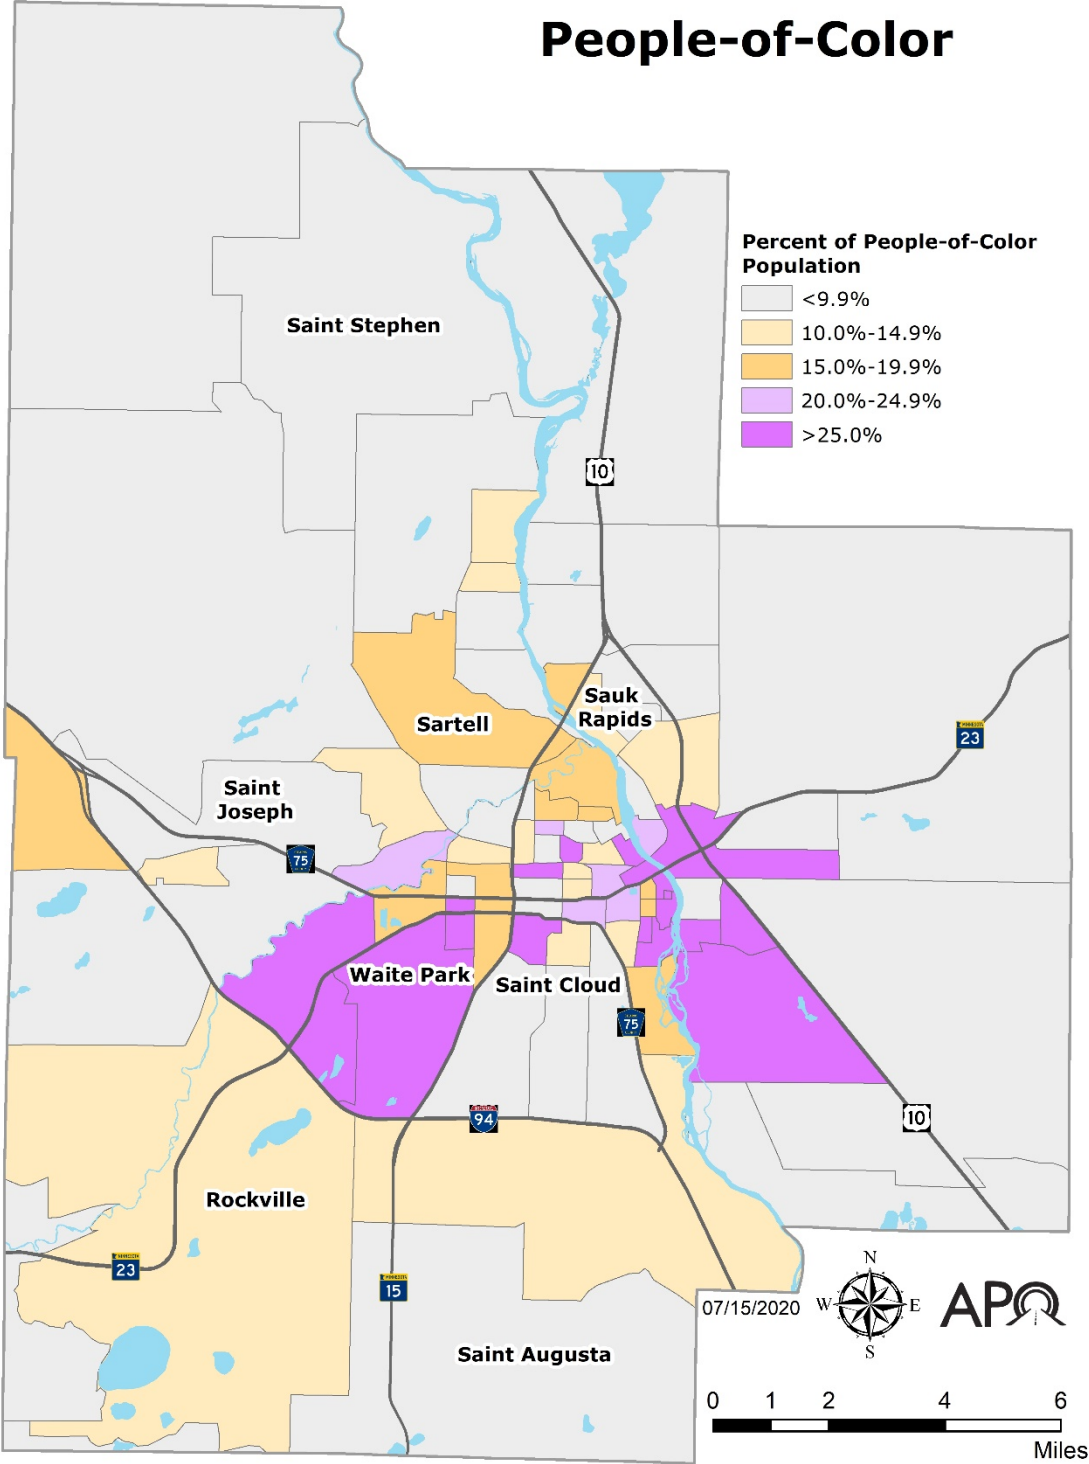 People-of-Color
Percent of People-of-Color
Population
<9.9%
10.0%-14.9%
15.0%-19.9%
20.0%-24.9%
>25.0%
Saint Stephen
10
Sauk
Rapids
Sartell
23
Saint
Joseph
75
Waite Park
Saint Cloud
75
94
10
Rockville
23
15
Saint Augusta
07/15/2020
N
W
E
S
APO
0 1 2 4 6
Miles